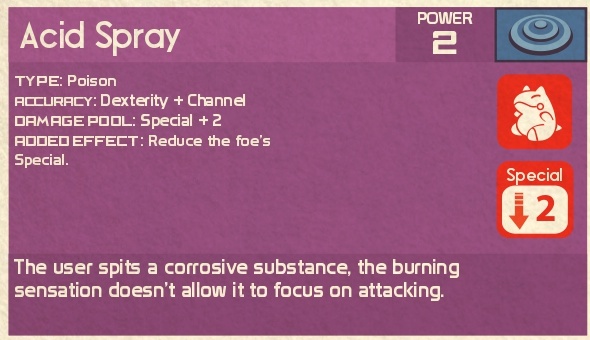 Acid Spray
POWER
2
TYPE: Poison
ACCURACY: Dexterity + Channel
DAMAGE POOL: Special + 2
ADDED EFFECT: Reduce the foe's
Special.
Special
2
The user spits a corrosive substance, the burning
sensation doesn't allow it to focus on attacking.